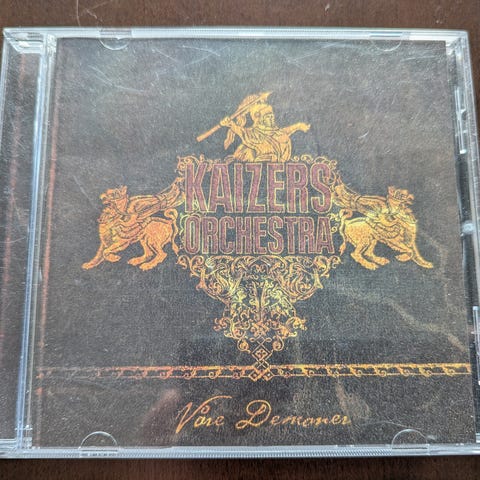 KAIZERS
ORCHESTRA
Våre Demoner